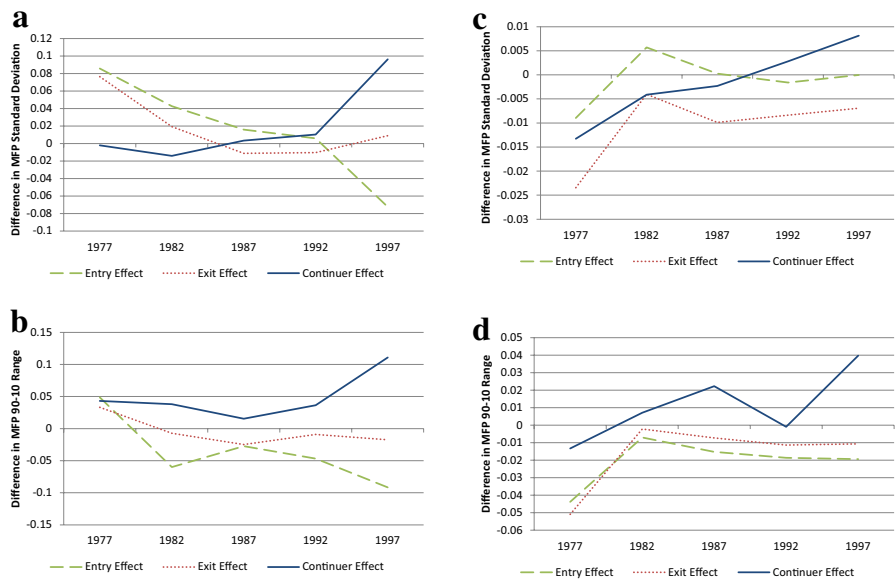 a
Difference in MFP Standard Deviation
0.12
0.1
0.08
0.06
0.04
0.02
0
-0.02
-0.04
-0.06
-0.08
-0.1
1977 1982 1987 1992 1997
Entry Effect Exit Effect Continuer Effect
b
Difference in MFP 90-10 Range
0.15
0.1
0.05
0
-0.05
-0.1
-0.15
1977 1982 1987 1992 1997
Entry Effect Exit Effect Continuer Effect
c
Difference in MFP Standard Deviation
0.01
0.005
0
-0.005
-0.01
-0.015
-0.02
-0.025
-0.03
1977 1982 1987 1992 1997
Entry Effect Exit Effect Continuer Effect
d
Difference in MFP 90-10 Range
0.05
0.04
0.03
0.02
0.01
0
-0.01
-0.02
-0.03
-0.04
-0.05
-0.06
1977 1982 1987 1992 1997
Entry Effect Exit Effect Continuer Effect